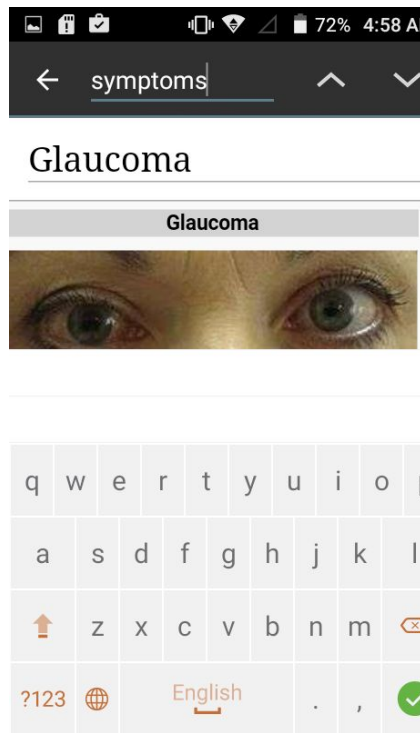 72% 4:58 A
symptoms
Glaucoma
Glaucoma
q w e r t y u i o
a s d f g h j k l
z x c v b n m
?123 English . ,